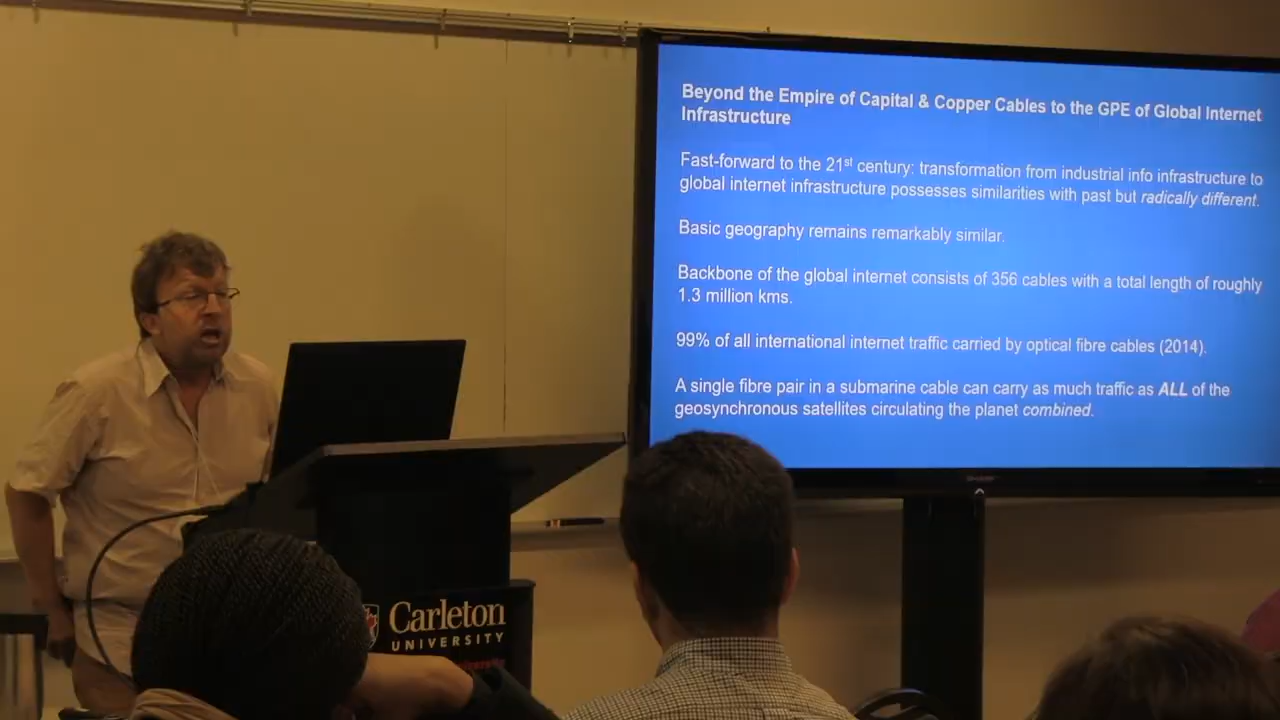 Beyond the Empire of Capital & Copper Cables to the GPE of Global Internet
Infrastructure
Fast-forward to the 21st century: transformation from industrial info infrastructure to
global internet infrastructure possesses similarities with past but radically different.
Basic geography remains remarkably similar.
Backbone of the global internet consists of 356 cables with a total length of roughly
1.3 million kms.
99% of all international internet traffic carried by optical fibre cables (2014).
A single fibre pair in a submarine cable can carry as much traffic as ALL of the
geosynchronous satellites circulating the planet combined.
Carleton
UNIVERSITY